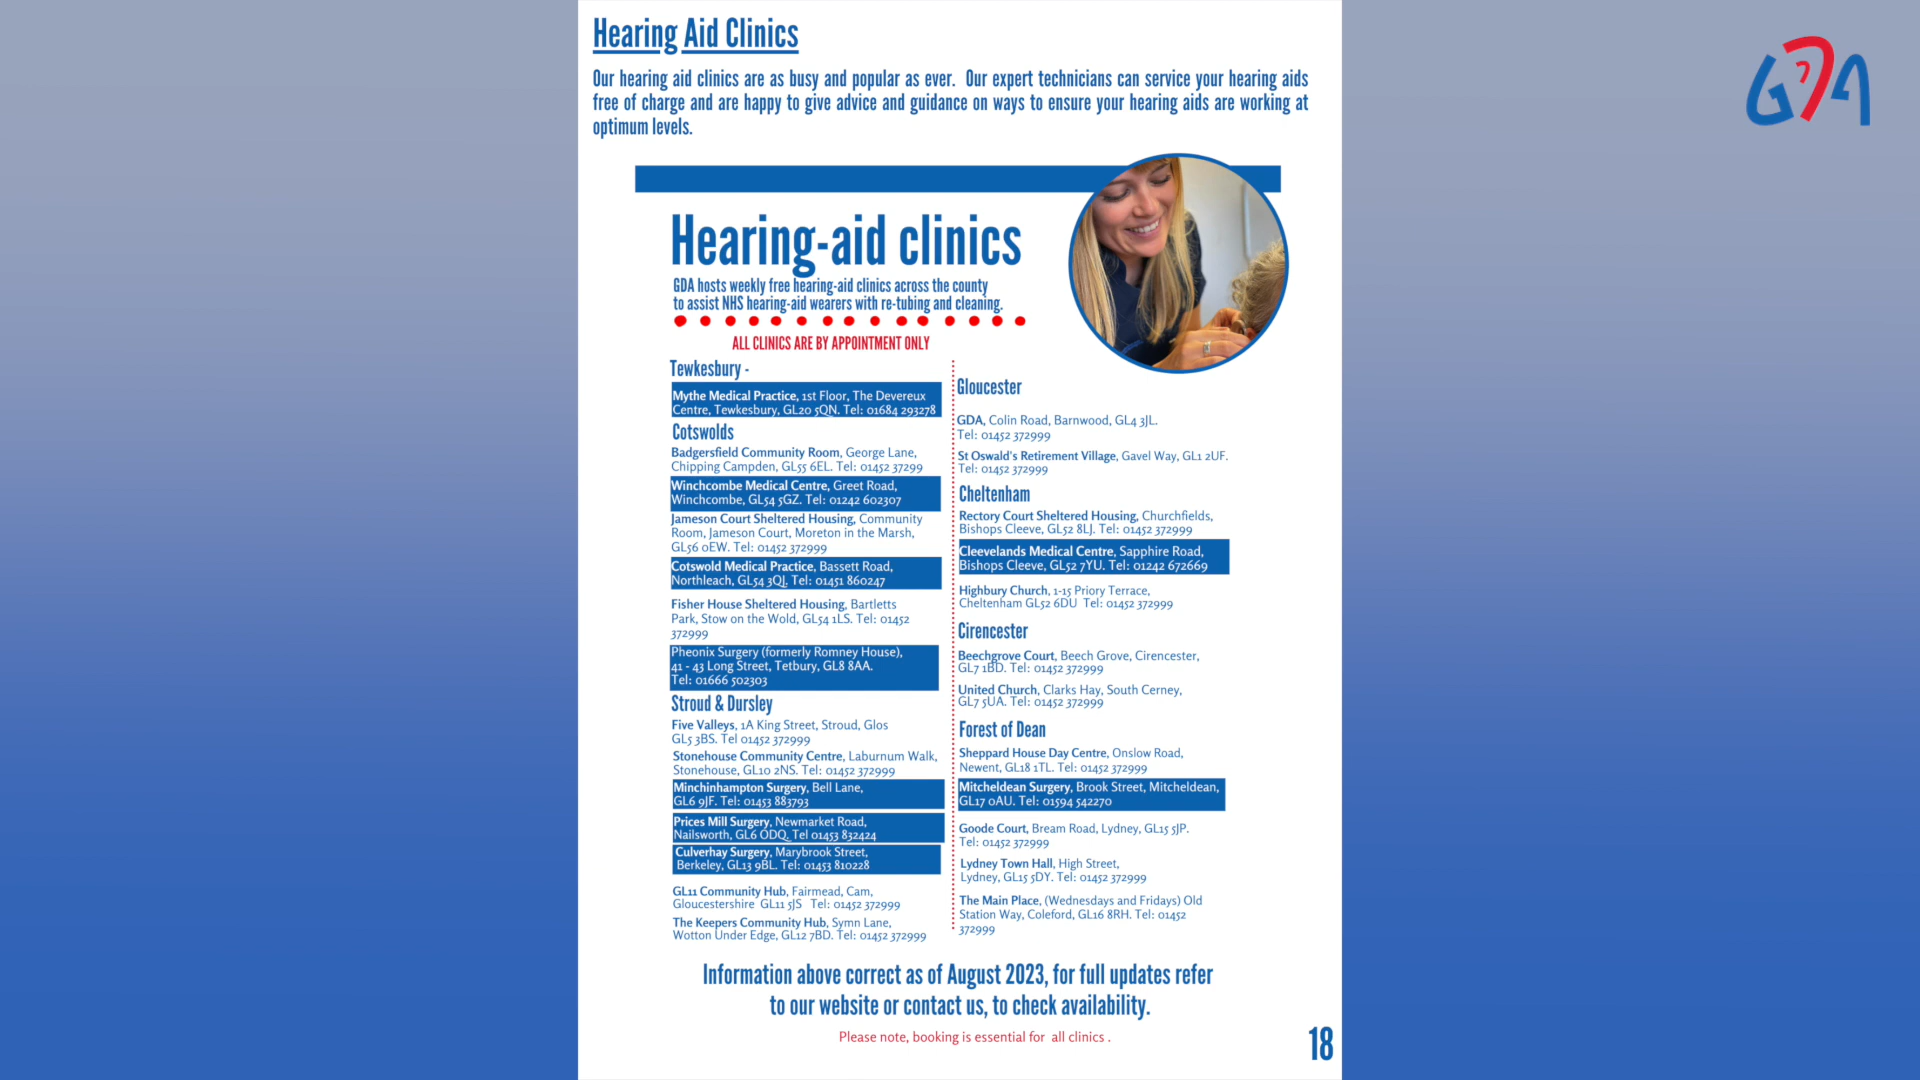 Hearing Aid Clinics
Our hearing aid clinics are as busy and popular as ever. Our expert technicians can service your hearing aids
free of charge and are happy to give advice and guidance on ways to ensure your hearing aids are working at
optimum levels.
GDA
Hearing-aid clinics
GDA hosts weekly free hearing-aid clinics across the county
to assist NHS hearing-aid wearers with re-tubing and cleaning.
ALL CLINICS ARE BY APPOINTMENT ONLY
Tewkesbury -
Mythe Medical Practice, 1st Floor, The Devereux
Centre, Tewkesbury, GL20 5QN. Tel: 01684 293278
Cotswolds
Badgersfield Community Room, George Lane,
Chipping Campden, GL55 6EL. Tel: 01452 37299
Winchcombe Medical Centre, Greet Road,
Winchcombe, GL54 5GZ. Tel: 01242 602307
Jameson Court Sheltered Housing, Community
Room, Jameson Court, Moreton in the Marsh,
GL56 0EW. Tel: 01452 372999
Cotswold Medical Practice, Bassett Road,
Northleach, GL54 3QJ. Tel: 01451 860247
Fisher House Sheltered Housing, Bartletts
Park, Stow on the Wold, GL54 1LS. Tel: 01452
372999
Pheonix Surgery (formerly Romney House),
41 - 43 Long Street, Tetbury, GL8 8AA.
Tel: 01666 502303
Stroud & Dursley
Five Valleys, 1A King Street, Stroud, Glos
GL5 3BS. Tel 01452 372999
Stonehouse Community Centre, Laburnum Walk,
Stonehouse, GL10 2NS. Tel: 01452 372999
Minchinhampton Surgery, Bell Lane,
GL6 9JF. Tel: 01453 883793
Prices Mill Surgery, Newmarket Road,
Nailsworth, GL6 ODQ. Tel 01453 832424
Culverhay Surgery, Marybrook Street,
Berkeley, GL13 9BL. Tel: 01453 810228
GL11 Community Hub, Fairmead, Cam,
Gloucestershire GL11 5JS Tel: 01452 372999
The Keepers Community Hub, Symn Lane,
Wotton Under Edge, GL12 7BD. Tel: 01452 372999
Gloucester
GDA, Colin Road, Barnwood, GL4 3JL.
Tel: 01452 372999
St Oswald's Retirement Village, Gavel Way, GL1 2UF.
Tel: 01452 372999
Cheltenham
Rectory Court Sheltered Housing, Churchfields,
Bishops Cleeve, GL52 8LJ. Tel: 01452 372999
Cleevelands Medical Centre, Sapphire Road,
Bishops Cleeve, GL52 7YU. Tel: 01242 672669
Highbury Church, 1-15 Priory Terrace,
Cheltenham GL52 6DU Tel: 01452 372999
Cirencester
Beechgrove Court, Beech Grove, Cirencester,
GL7 1BD. Tel: 01452 372999
United Church, Clarks Hay, South Cerney,
GL7 5UA. Tel: 01452 372999
Forest of Dean
Sheppard House Day Centre, Onslow Road,
Newent, GL18 1TL. Tel: 01452 372999
Mitcheldean Surgery, Brook Street, Mitcheldean,
GL17 0AU. Tel: 01594 542270
Goode Court, Bream Road, Lydney, GL15 5JP.
Tel: 01452 372999
Lydney Town Hall, High Street,
Lydney, GL15 5DY. Tel: 01452 372999
The Main Place, (Wednesdays and Fridays) Old
Station Way, Coleford, GL16 8RH. Tel: 01452
372999
Information above correct as of August 2023, for full updates refer
to our website or contact us, to check availability.
Please note, booking is essential for all clinics .
18